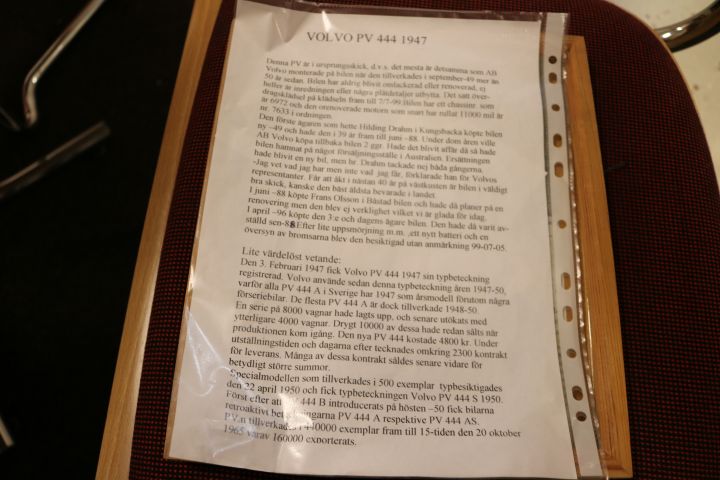 VOLVO PV 444 1947
Denna PV är i ursprungsskick, d.v.s. det mesta är detsamma som AB
Volvo monterade på bilen när den tillverkades i september-49 mer än
50 år sedan. Bilen har aldrig blivit omlackerad eller renoverad, ej
heller är inredningen eller några plåtdetaljer utbytta. Det satt över-
dragsklädsel på klädseln fram till 7/7-99.Bilen har ett chassinr. som
är 6972 och den orenoverade motorn som snart har rullat 11000 mil är
nr. 7633 i ordningen.
Den förste ägaren som hette Hilding Drahm i Kungsbacka köpte bilen
ny –49 och hade den i 39 år fram till juni –88. Under dom åren ville
AB Volvo köpa tillbaka bilen 2 ggr. Hade det blivit affär då så hade
bilen hamnat på något försäljningsställe i Australien. Ersättningen
hade blivit en ny bil, men hr. Drahm tackade nej båda gångerna.
-Jag vet vad jag har men inte vad jag får, förklarade han för Volvos
representanter. Får att åkt i nästan 40 år på västkusten är bilen i väldigt
bra skick, kanske den bäst äldsta bevarade i landet.
I juni –88 köpte Frans Olsson i Båstad bilen och hade då planer på en
renovering men den blev ej verklighet vilket vi är glada för idag.
I april –96 köpte den 3:e och dagens ägare bilen. Den hade då varit av-
ställd sen-88.Efter lite uppsmörjning m.m. ,ett nytt batteri och en
översyn av bromsarna blev den besiktigad utan anmärkning 99-07-05.
Lite värdelöst vetande:
Den 3. Februari 1947 fick Volvo PV 444 1947 sin typbeteckning
registrerad. Volvo använde sedan denna typbeteckning åren 1947-50,
varför alla PV 444 A i Sverige har 1947 som årsmodell förutom några
förseriebilar. De flesta PV 444 A är dock tillverkade 1948-50.
En serie på 8000 vagnar hade lagts upp, och senare utökats med
ytterligare 4000 vagnar. Drygt 10000 av dessa hade redan sålts när
produktionen kom igång. Den nya PV 444 kostade 4800 kr. Under
utställningstiden och dagarna efter tecknades omkring 2300 kontrakt
för leverans. Många av dessa kontrakt såldes senare vidare för
betydligt större summor.
Specialmodellen som tillverkades i 500 exemplar typbesiktigades
den 22 april 1950 och fick typbeteckningen Volvo PV 444 S 1950.
Först efter att PV 444 B introducerats på hösten –50 fick bilarna
retroaktivt beteckningarna PV 444 A respektive PV 444 AS.
PV:n tillverkades i 440000 exemplar fram till 15-tiden den 20 oktober
1965 varav 160000 exporterats.